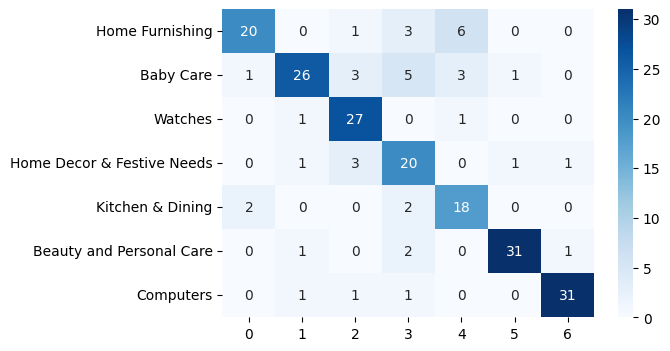 Home Furnishing 20 0 1 3 6 0 0
Baby Care 1 26 3 5 3 1 0
Watches 0 1 27 0 1 0 0
Home Decor & Festive Needs 0 1 3 20 0 1 1
Kitchen & Dining 2 0 0 2 18 0 0
Beauty and Personal Care 0 1 0 2 0 31 1
Computers 0 1 1 1 0 0 31
0 1 2 3 4 5 6
30
25
20
15
10
5
0